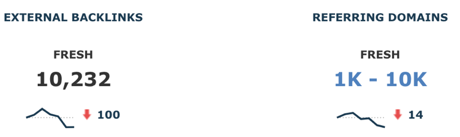 EXTERNAL BACKLINKS
FRESH
10,232
100
REFERRING DOMAINS
FRESH
1K - 10K
14